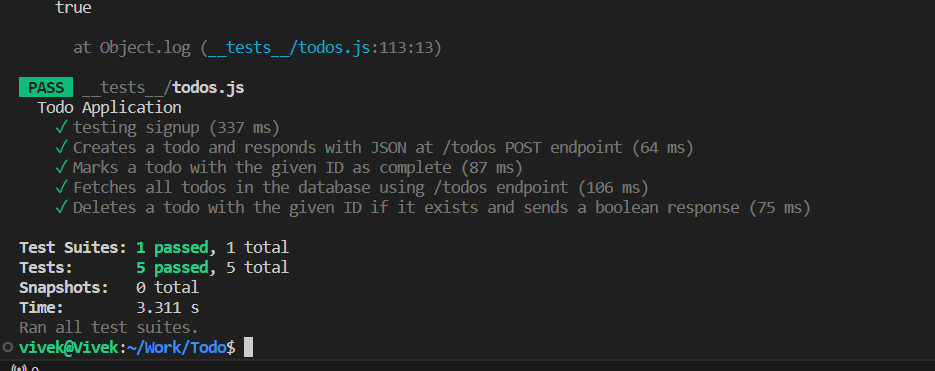 true
at Object.log (__tests__/todos.js:113:13)
PASS __tests__/todos.js
Todo Application
✓ testing signup (337 ms)
✓ Creates a todo and responds with JSON at /todos POST endpoint (64 ms)
✓ Marks a todo with the given ID as complete (87 ms)
✓ Fetches all todos in the database using /todos endpoint (106 ms)
✓ Deletes a todo with the given ID if it exists and sends a boolean response (75 ms)
Test Suites: 1 passed, 1 total
Tests: 5 passed, 5 total
Snapshots: 0 total
Time: 3.311 s
Ran all test suites.
vivek@Vivek:~/Work/Todo$